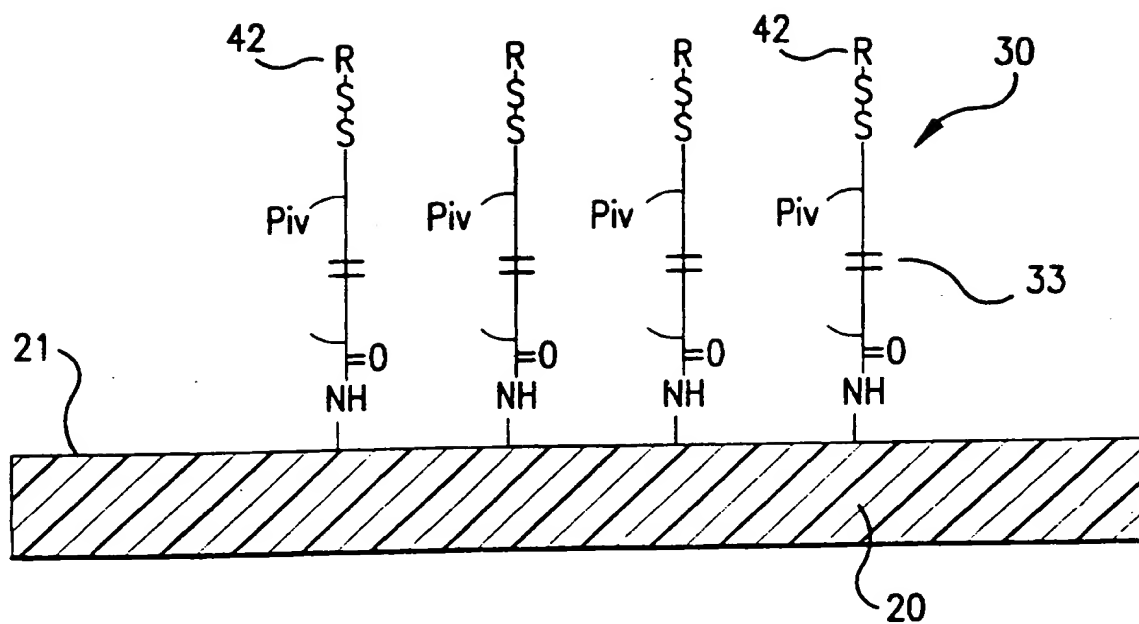 42 R R R 42 R 30
S S S S
S S S S
Piv Piv Piv Piv
33
21 =O =O =O =O
NH NH NH NH
20